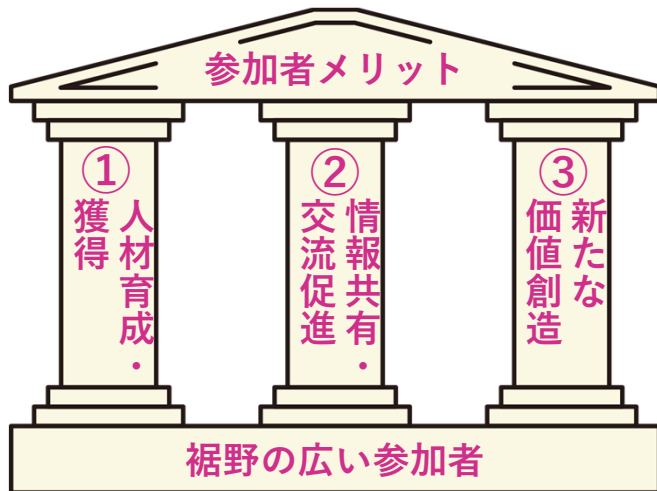 参加者メリット
①
人材育成・
獲得
②
情報共有・
交流促進
③
新たな
価値創造
裾野の広い参加者